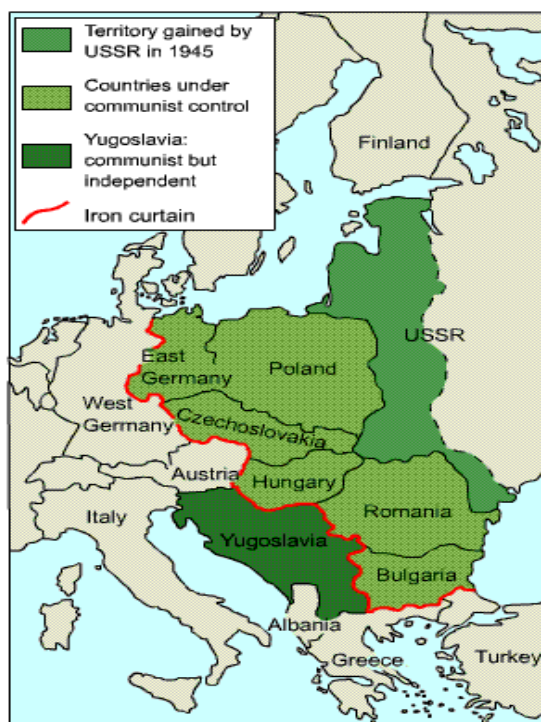 Territory gained by
USSR in 1945
Countries under
communist control
Yugoslavia:
communist but
independent
Iron curtain
Finland
USSR
East
Germany
Poland
West
Germany
Czechoslovakia
Austria
Hungary
Italy
Romania
Yugoslavia
Bulgaria
Albania
Greece
Turkey